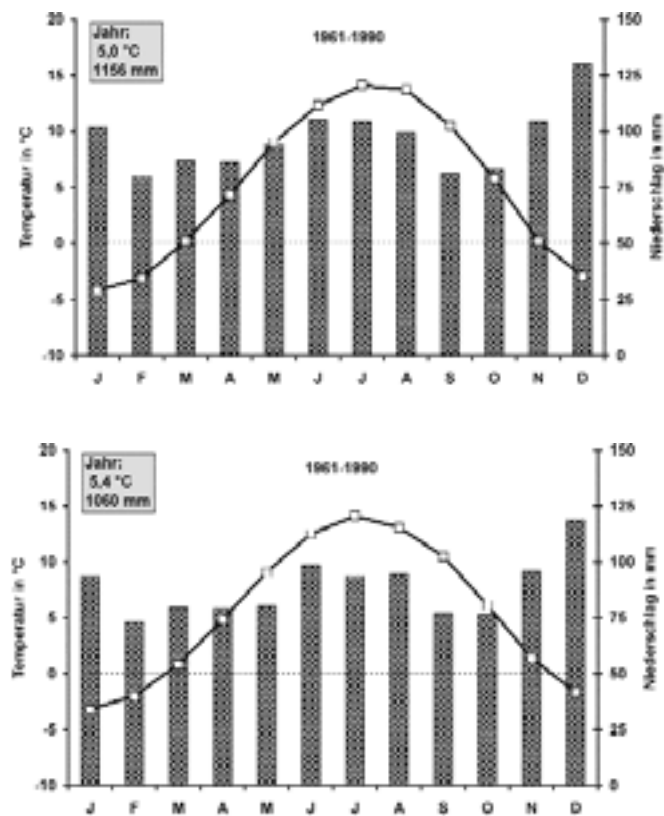 20
150
Jahr:
5,0 °C
1156 mm
1961-1990
15
125
10
100
5
75
0
50
-5
25
-10
0
Temperatur in °C
Niederschlag in mm
J F M A M J J A S O N D
20
150
Jahr:
5,4 °C
1060 mm
1961-1990
15
125
10
100
5
75
0
50
-5
25
-10
0
Temperatur in °C
Niederschlag in mm
J F M A M J J A S O N D